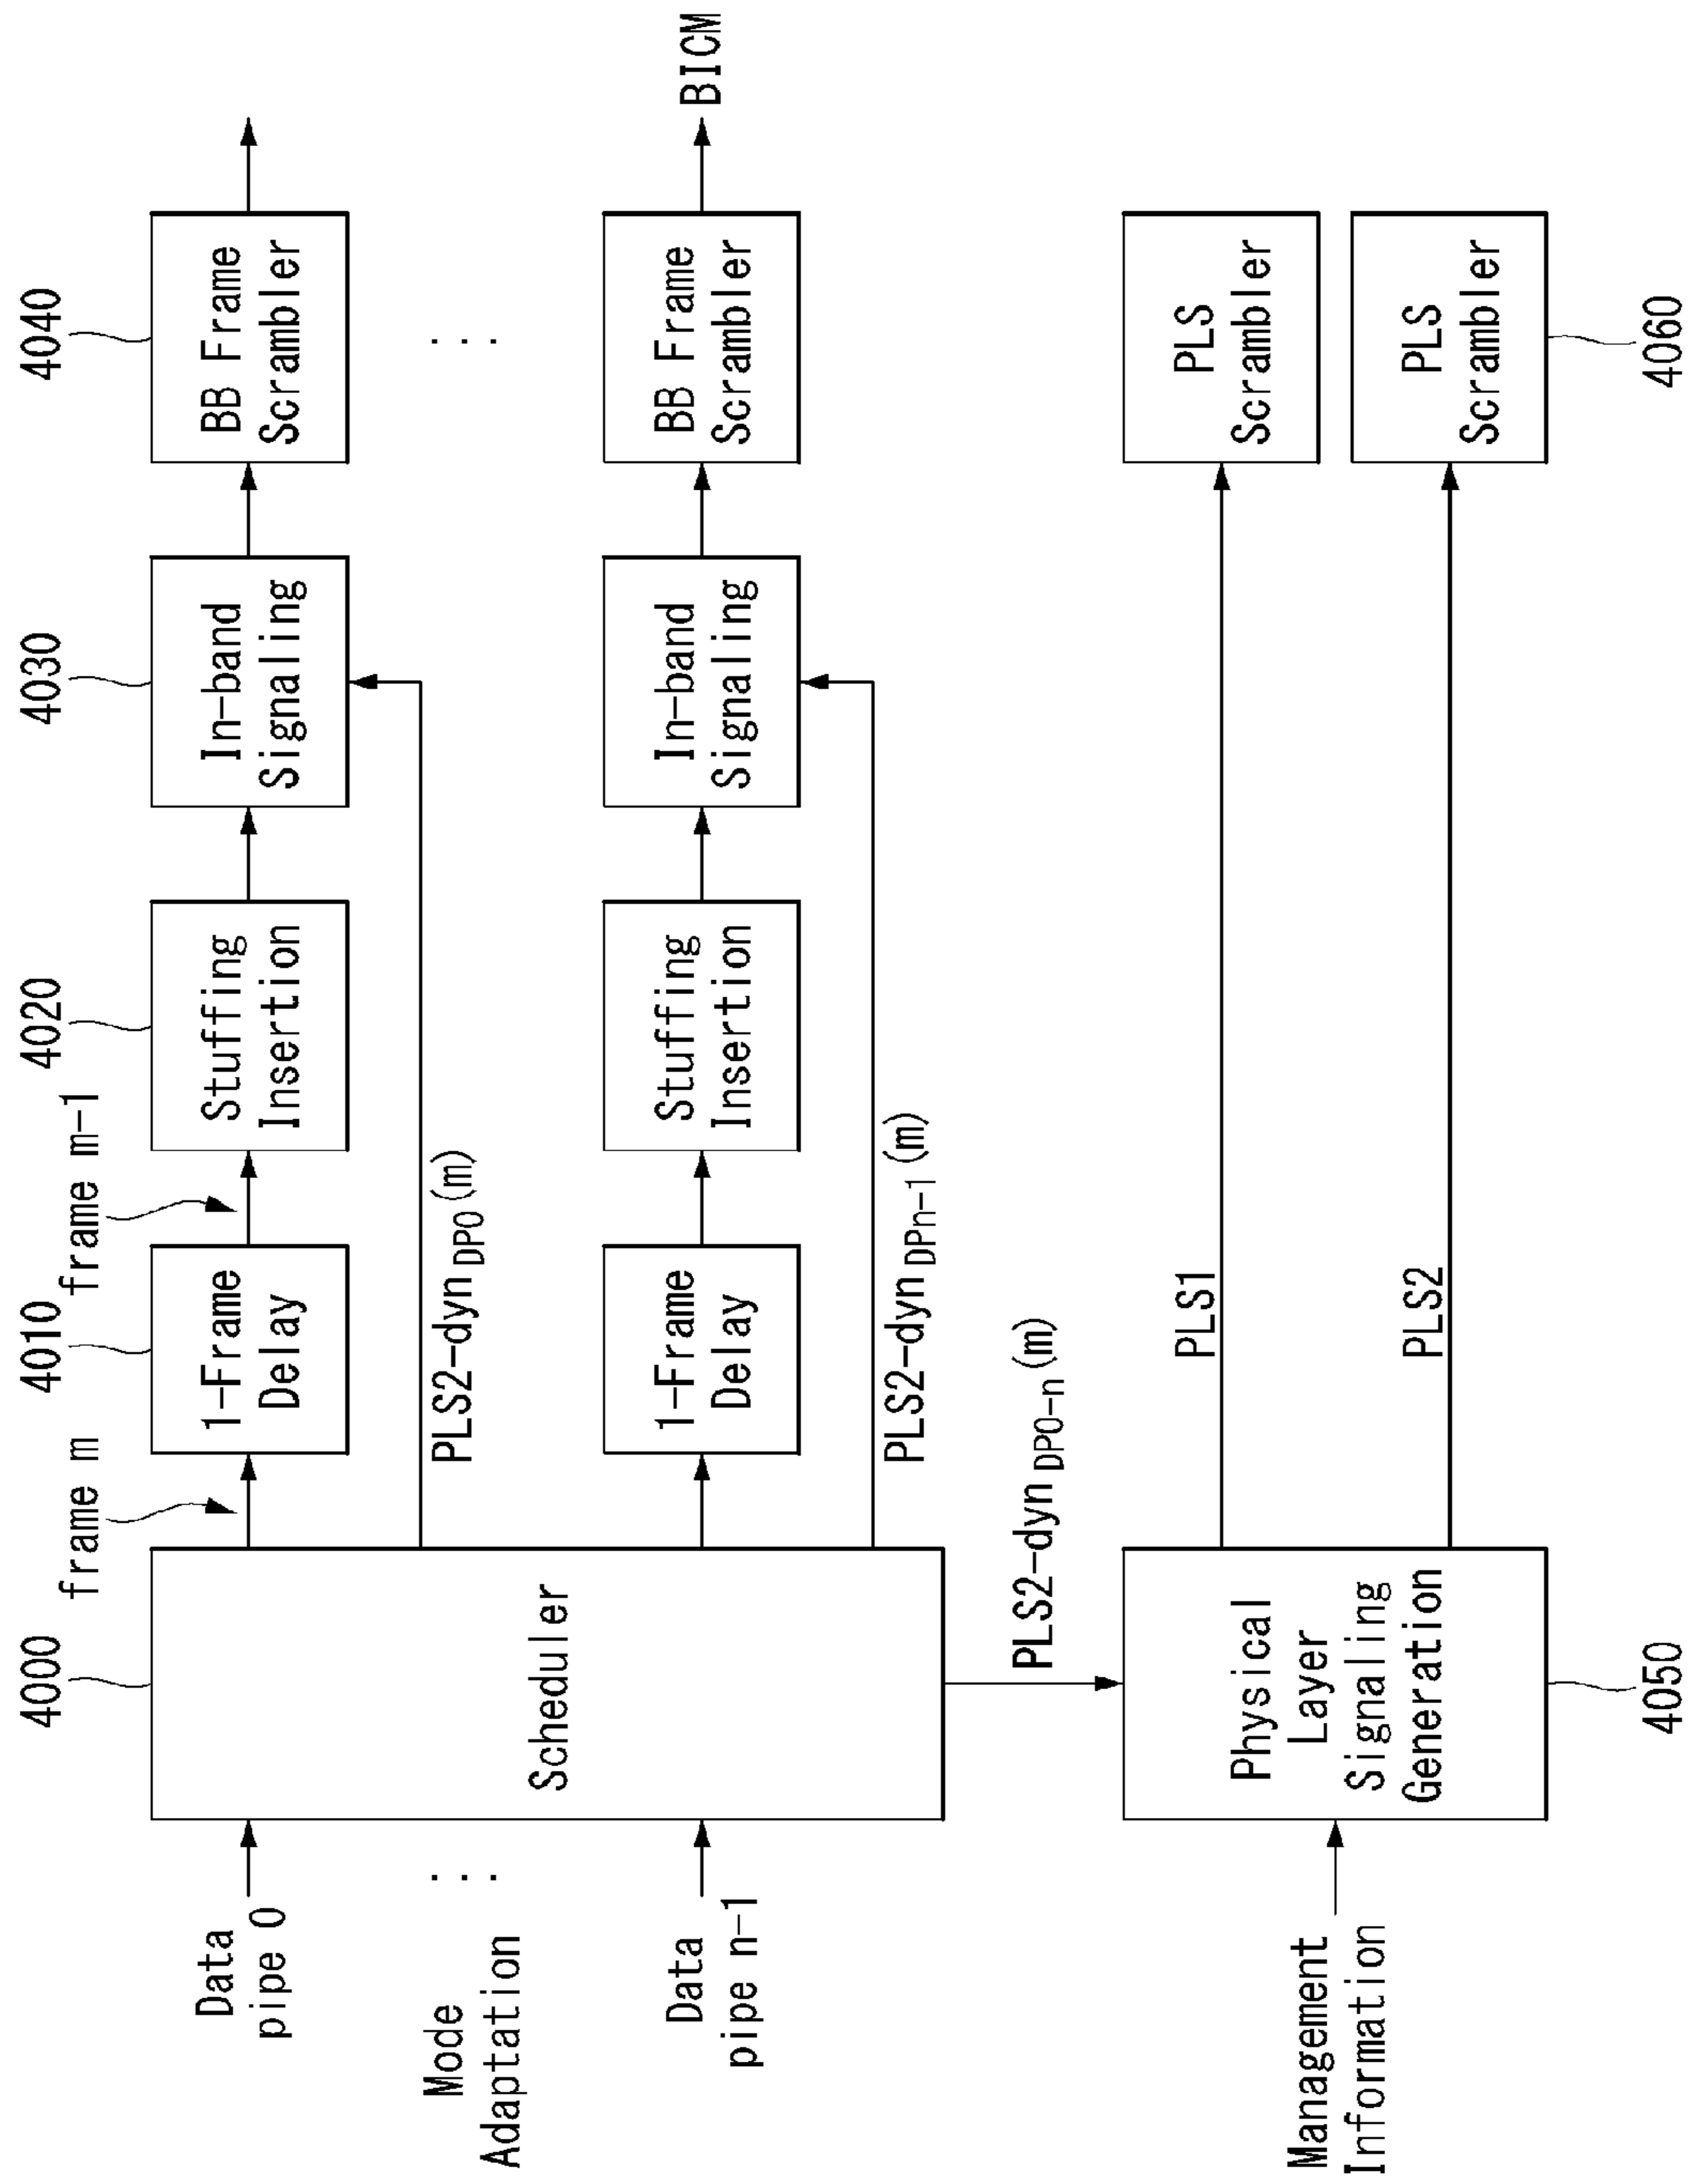 4000
4010
4020
4030
4040
frame m
frame m-1
Data
pipe 0
Scheduler
1-Frame
Delay
Stuffing
Insertion
In-band
Signaling
BB Frame
Scrambler
PLS2-dyn DP0 (m)
Mode
Adaptation
...
...
Data
pipe n-1
1-Frame
Delay
Stuffing
Insertion
In-band
Signaling
BB Frame
Scrambler
BICM
PLS2-dyn DPn-1 (m)
PLS2-dyn DP0-n (m)
Management
Information
Physical
Layer
Signaling
Generation
PLS1
PLS
Scrambler
PLS2
PLS
Scrambler
4050
4060